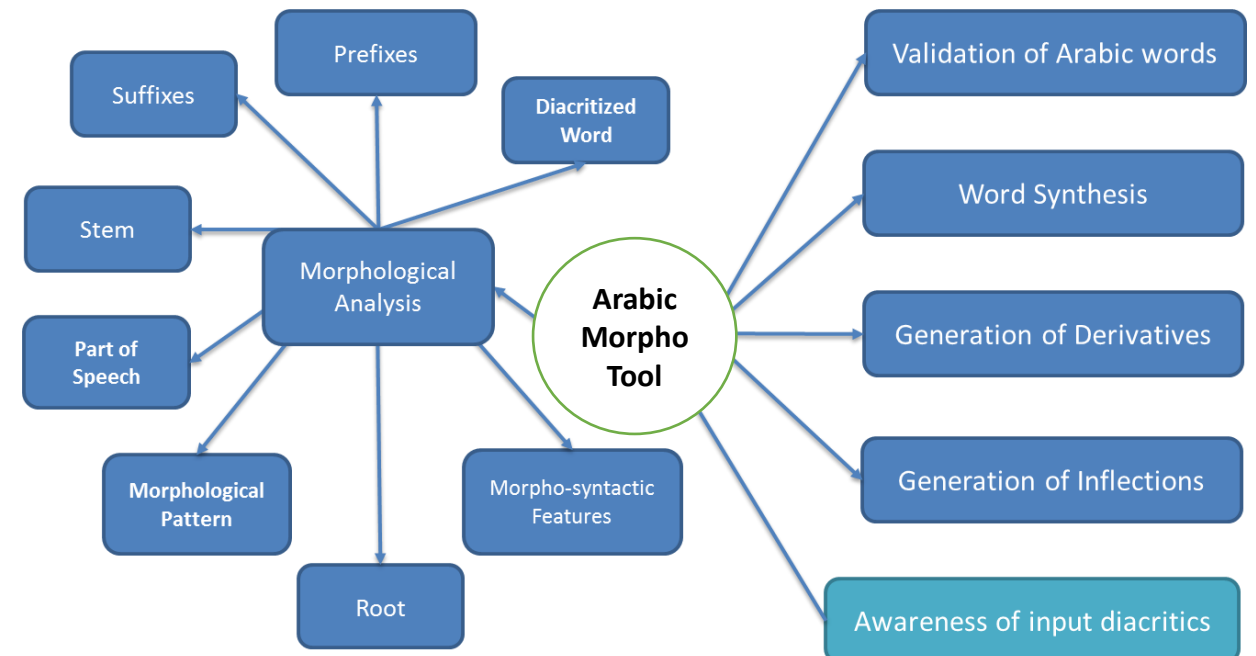 Prefixes
Suffixes
Diacritized
Word
Stem
Morphological
Analysis
Part of
Speech
Morphological
Pattern
Root
Morpho-syntactic
Features
Arabic
Morpho
Tool
Validation of Arabic words
Word Synthesis
Generation of Derivatives
Generation of Inflections
Awareness of input diacritics